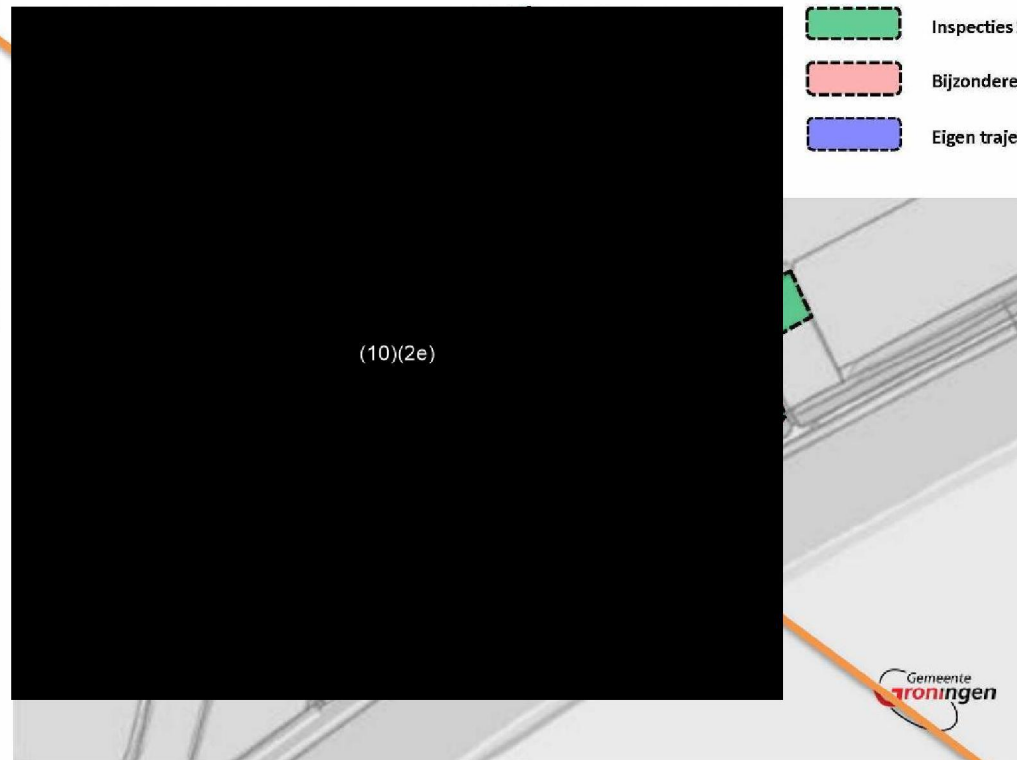 Inspecties
Bijzondere
Eigen traje
(10)(2e)
Gemeente
Groningen